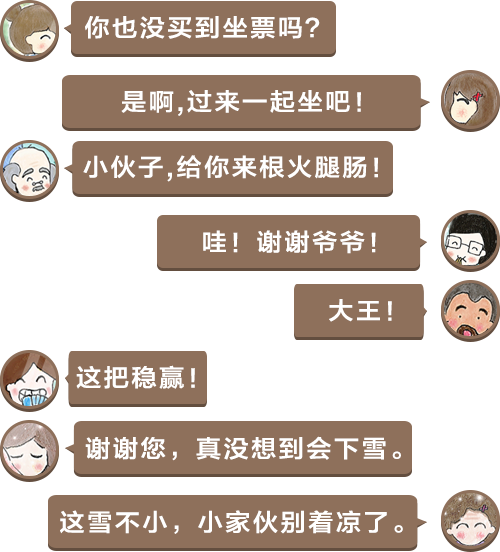 你也没买到坐票吗？
是啊,过来一起坐吧！
小伙子,给你来根火腿肠！
哇！谢谢爷爷！
大王！
这把稳赢！
谢谢您，真没想到会下雪。
这雪不小，小家伙别着凉了。